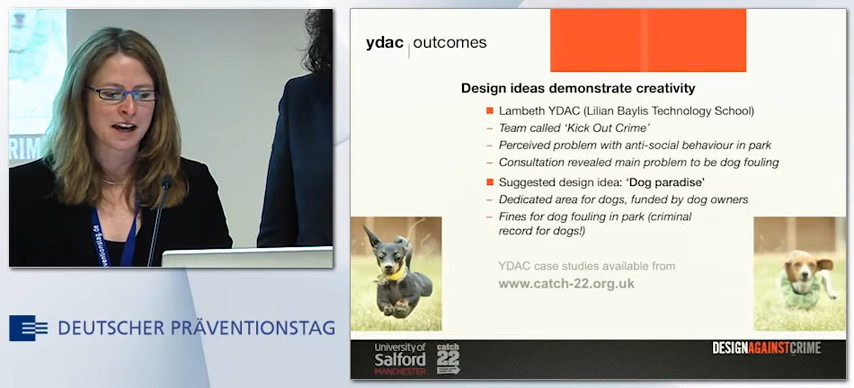 RIM
präventionstag
DEUTSCHER PRÄVENTIONSTAG
ydac | outcomes
Design ideas demonstrate creativity
Lambeth YDAC (Lilian Baylis Technology School)
– Team called ‘Kick Out Crime’
– Perceived problem with anti-social behaviour in park
– Consultation revealed main problem to be dog fouling
Suggested design idea: ‘Dog paradise’
– Dedicated area for dogs, funded by dog owners
– Fines for dog fouling in park (criminal
record for dogs!)
YDAC case studies available from
www.catch-22.org.uk
University of
Salford
MANCHESTER
catch
22
DESIGNAGAINSTCRIME